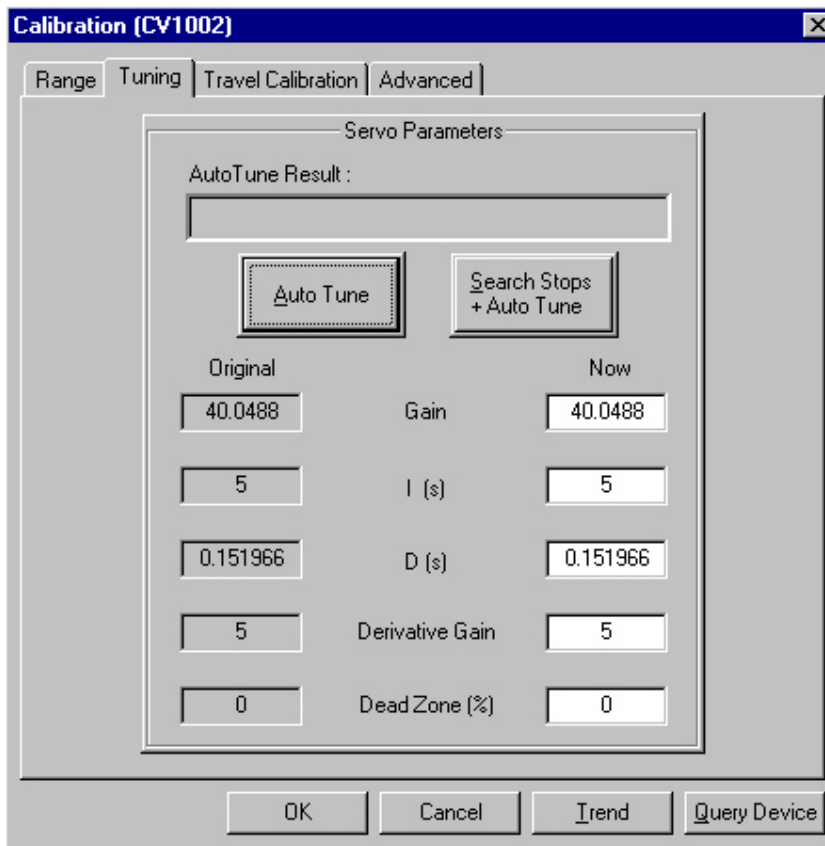 Calibration (CV1002)
Range Tuning Travel Calibration Advanced
Servo Parameters
AutoTune Result :
Auto Tune
Search Stops
+ Auto Tune
Original Now
40.0488 Gain 40.0488
5 I (s) 5
0.151966 D (s) 0.151966
5 Derivative Gain 5
0 Dead Zone (%) 0
OK Cancel Trend Query Device